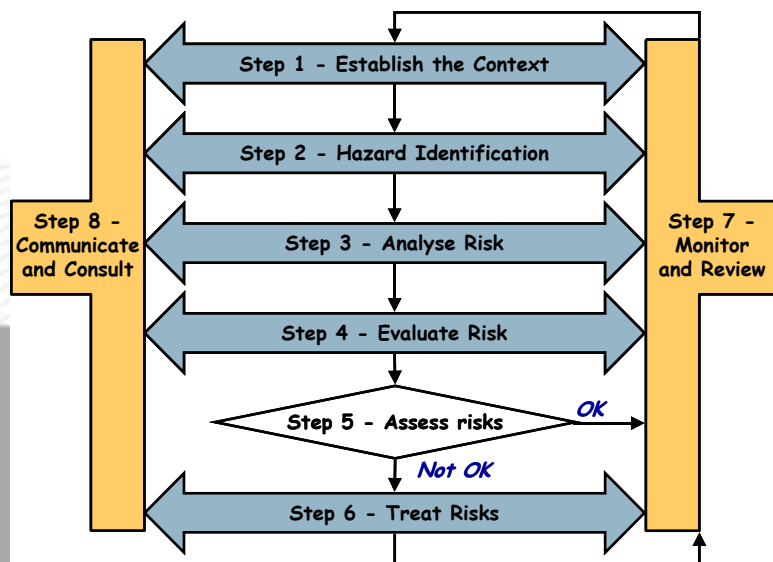 Step 1 - Establish the Context
Step 2 - Hazard Identification
Step 8 -
Communicate
and Consult
Step 3 - Analyse Risk
Step 7 -
Monitor
and Review
Step 4 - Evaluate Risk
Step 5 - Assess risks
OK
Not OK
Step 6 - Treat Risks